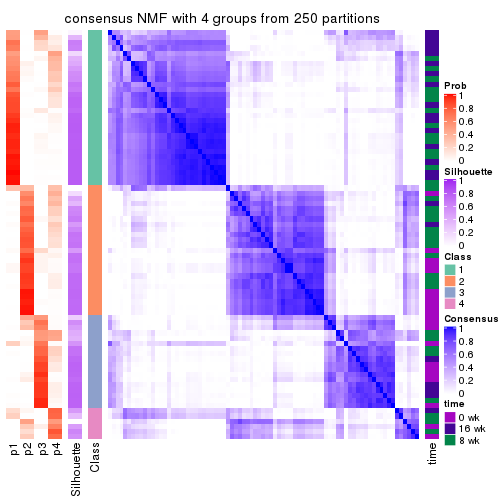 consensus NMF with 4 groups from 250 partitions
Prob
1
0.8
0.6
0.4
0.2
0
Silhouette
1
0.8
0.6
0.4
0.2
0
Class
1
2
3
4
Consensus
1
0.8
0.6
0.4
0.2
0
time
0 wk
16 wk
8 wk
p1
p2
p3
p4
Silhouette
Class
time